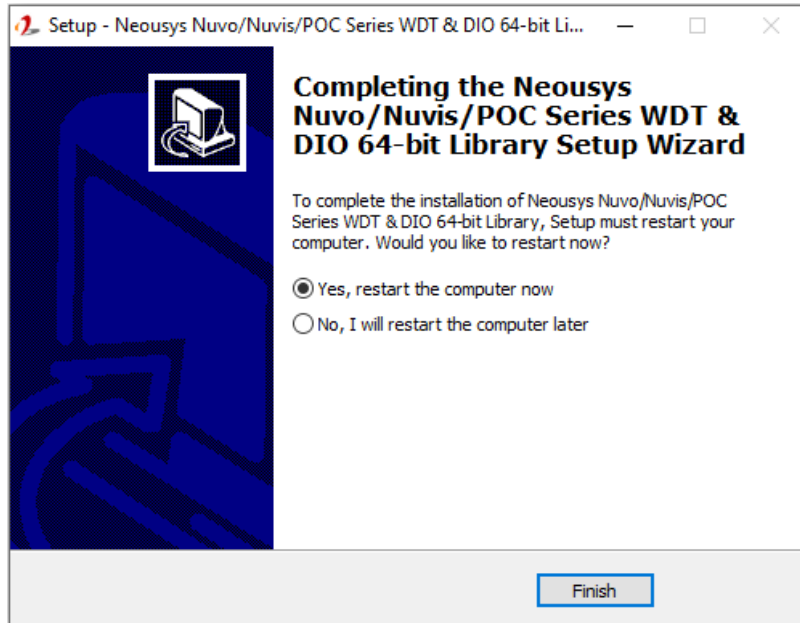 Setup - Neousys Nuvo/Nuvis/POC Series WDT & DIO 64-bit Li...
Completing the Neousys
Nuvo/Nuvis/POC Series WDT &
DIO 64-bit Library Setup Wizard
To complete the installation of Neousys Nuvo/Nuvis/POC
Series WDT & DIO 64-bit Library, Setup must restart your
computer. Would you like to restart now?
Yes, restart the computer now
No, I will restart the computer later
Finish